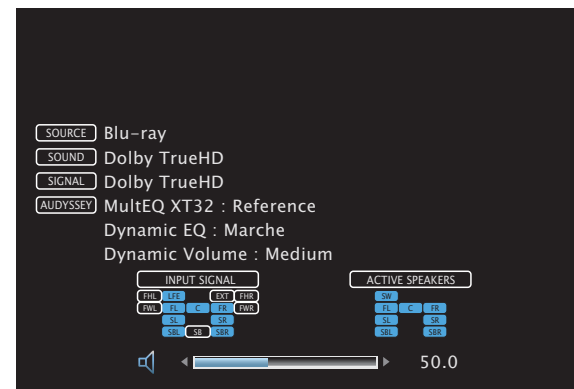 SOURCE Blu-ray
SOUND Dolby TrueHD
SIGNAL Dolby TrueHD
AUDYSSEY MultEQ XT32 : Reference
Dynamic EQ : Marche
Dynamic Volume : Medium
INPUT SIGNAL ACTIVE SPEAKERS
FHL LFE EXT FHR SW
FWL FL C FR FWR FL C FR
SL SR SL SR
SBL SB SBR SBL SBR
50.0